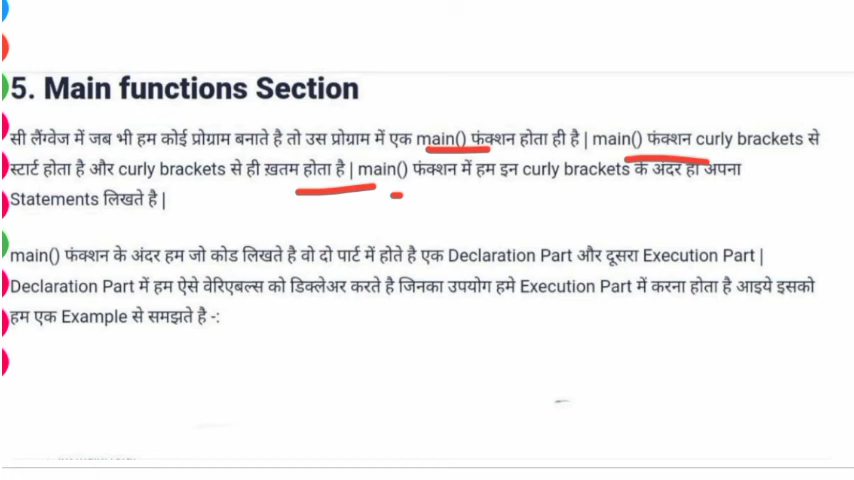 5. Main functions Section
सी लैंग्वेज में जब भी हम कोई प्रोग्राम बनाते है तो उस प्रोग्राम में एक main() फंक्शन होता ही है | main() फंक्शन curly brackets से
स्टार्ट होता है और curly brackets से ही ख़तम होता है | main() फंक्शन में हम इन curly brackets के अंदर ही अपना
Statements लिखते है |
main() फंक्शन के अंदर हम जो कोड लिखते है वो दो पार्ट में होते है एक Declaration Part और दूसरा Execution Part |
Declaration Part में हम ऐसे वेरिएबल्स को डिक्लेअर करते है जिनका उपयोग हमे Execution Part में करना होता है आइये इसको
हम एक Example से समझते है -: